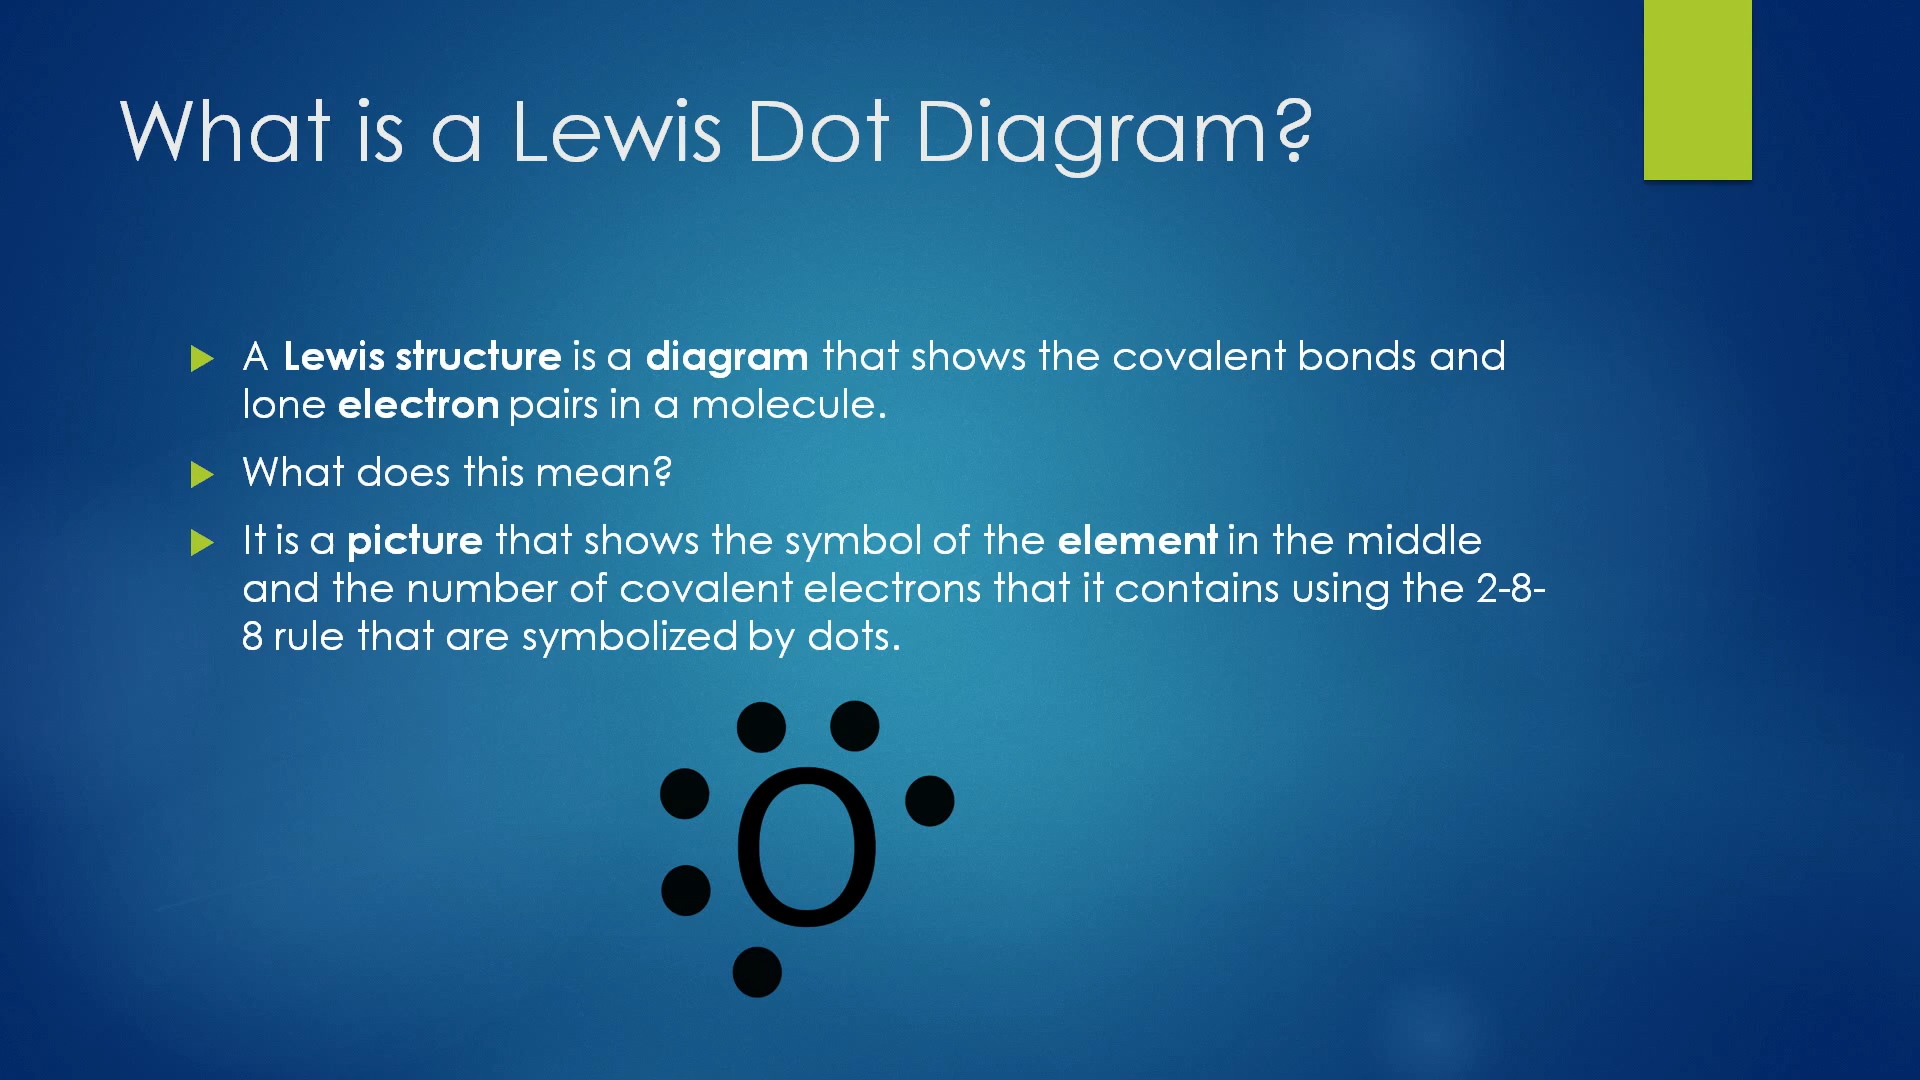 What is a Lewis Dot Diagram?
A Lewis structure is a diagram that shows the covalent bonds and
lone electron pairs in a molecule.
What does this mean?
It is a picture that shows the symbol of the element in the middle
and the number of covalent electrons that it contains using the 2-8-
8 rule that are symbolized by dots.
O